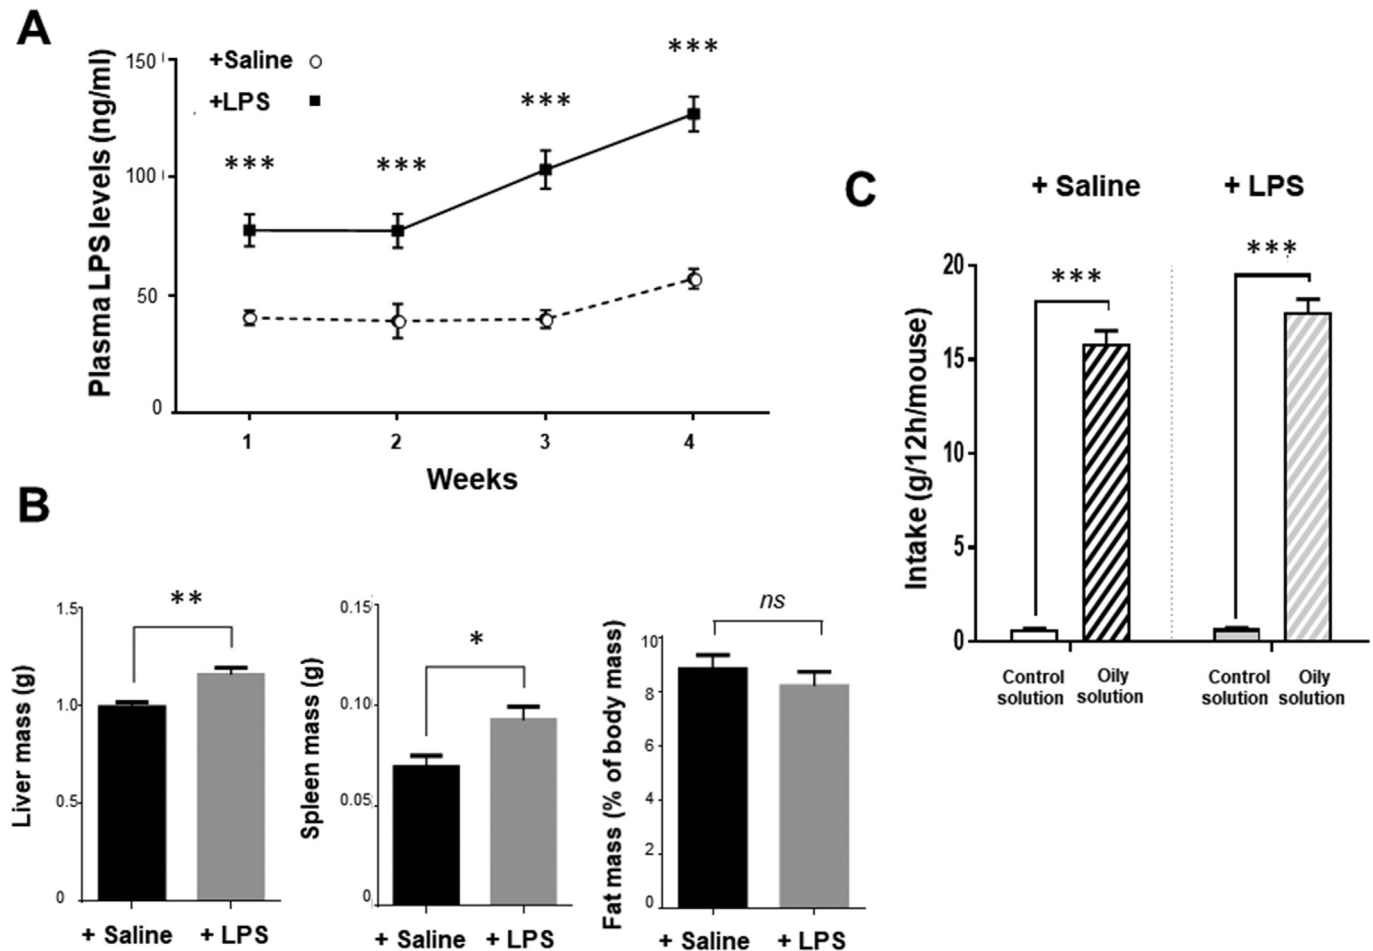 A
Plasma LPS levels (ng/ml)
150
100
50
0
+Saline
+LPS
***
***
***
***
1
2
3
4
Weeks
B
Liver mass (g)
1.5
1.0
0.5
0
**
+ Saline
+ LPS
Spleen mass (g)
0.15
0.10
0.05
0
*
+ Saline
+ LPS
Fat mass (% of body mass)
10
8
6
4
2
0
ns
+ Saline
+ LPS
C
+ Saline
+ LPS
Intake (g/12h/mouse)
20
15
10
5
0
***
***
Control
solution
Oily
solution
Control
solution
Oily
solution